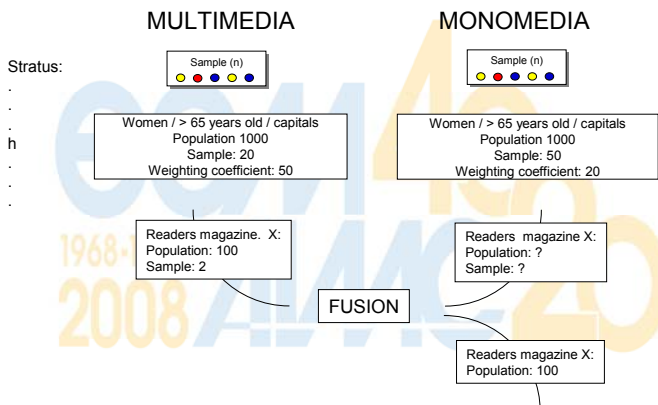 MULTIMEDIA
MONOMEDIA
Sample (n)
Sample (n)
Stratus:
.
.
.
h
.
.
.
Women / > 65 years old / capitals
Population 1000
Sample: 20
Weighting coefficient: 50
Women / > 65 years old / capitals
Population 1000
Sample: 50
Weighting coefficient: 20
Readers magazine. X:
Population: 100
Sample: 2
Readers magazine X:
Population: ?
Sample: ?
FUSION
Readers magazine X:
Population: 100
1968-
2008
AIMC